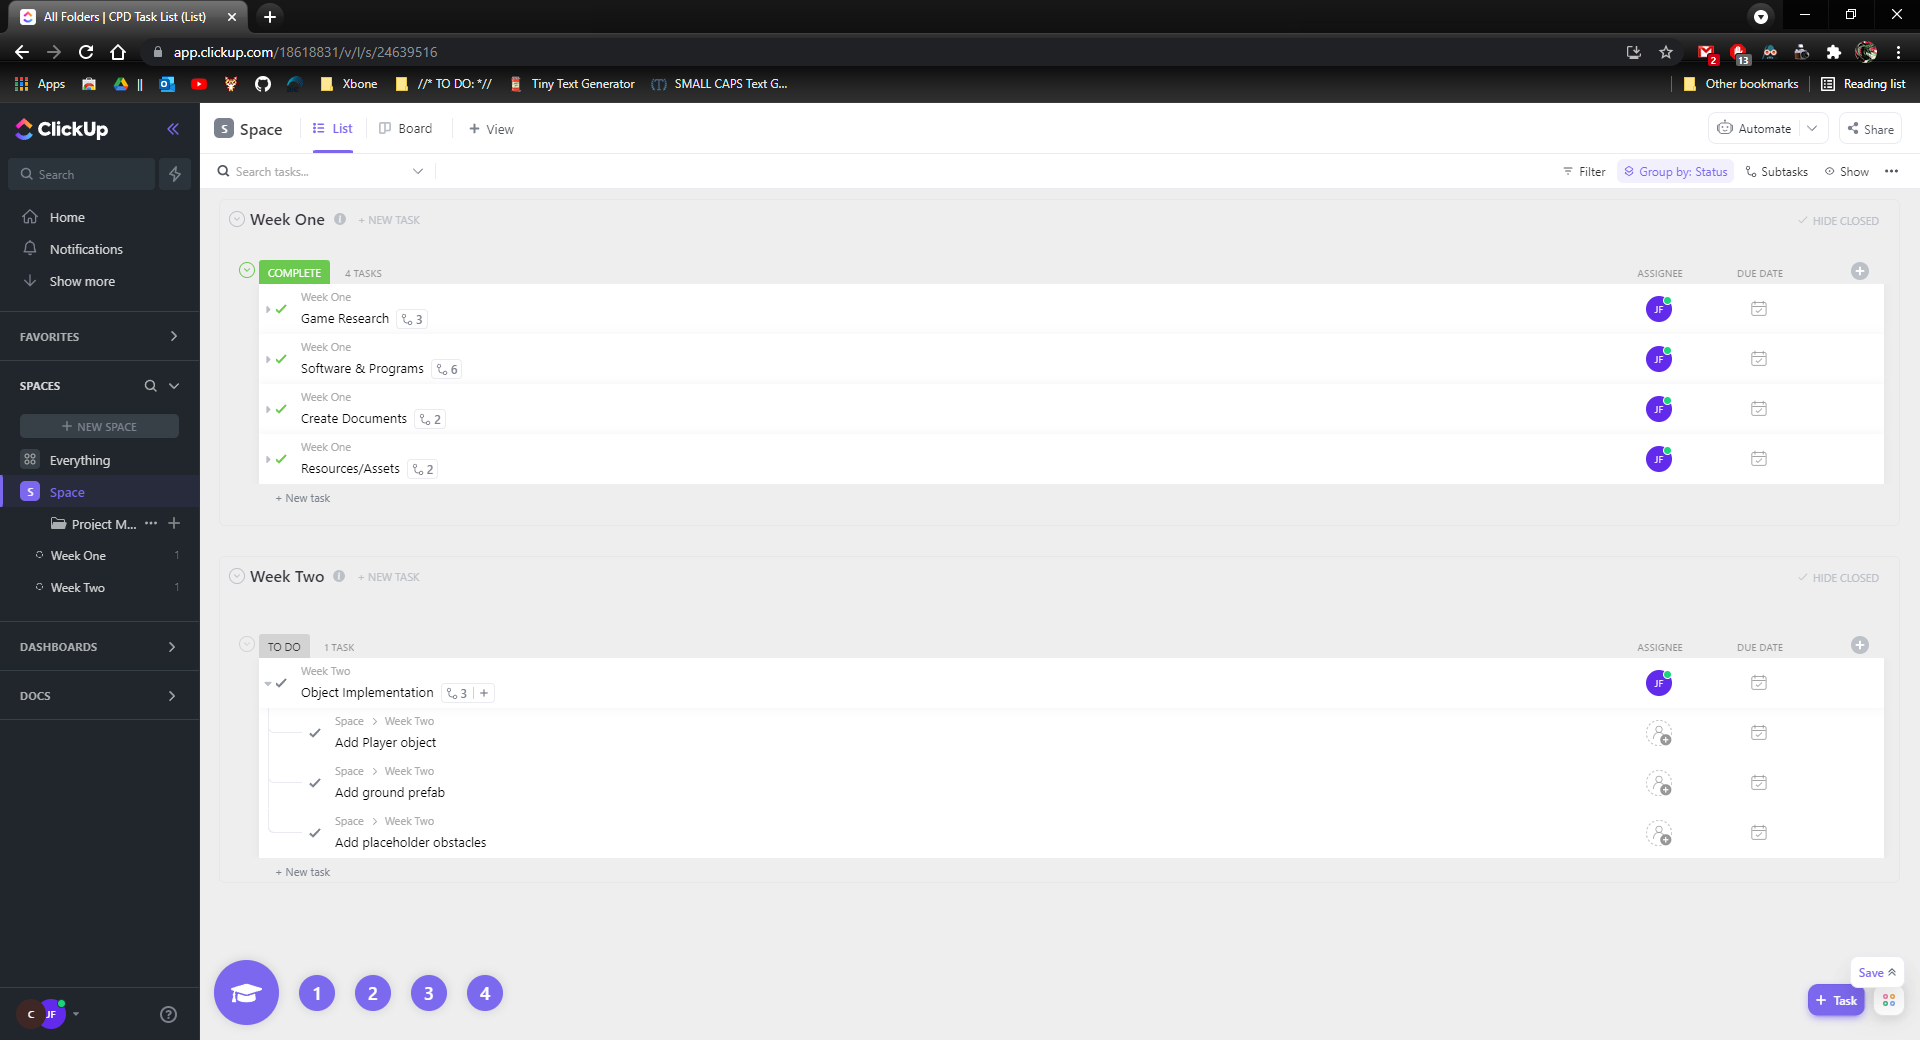 All Folders | CPD Task List (List)
app.clickup.com/18618831/v/l/s/24639516
2
13
Apps
||
Xbone
//* TO DO: *//
Tiny Text Generator
SMALL CAPS Text G...
Other bookmarks
Reading list
ClickUp
S Space
List
Board
+ View
Automate
Share
Search
Search tasks...
Filter
Group by: Status
Subtasks
Show
Home
Notifications
Show more
FAVORITES
SPACES
+ NEW SPACE
Everything
S Space
Project M...
Week One 1
Week Two 1
DASHBOARDS
DOCS
C JF
Week One
+ NEW TASK
HIDE CLOSED
COMPLETE 4 TASKS
ASSIGNEE DUE DATE
Week One
Game Research 3
JF
Week One
Software & Programs 6
JF
Week One
Create Documents 2
JF
Week One
Resources/Assets 2
JF
+ New task
Week Two
+ NEW TASK
HIDE CLOSED
TO DO 1 TASK
ASSIGNEE DUE DATE
Week Two
Object Implementation 3 +
JF
Space > Week Two
Add Player object
Space > Week Two
Add ground prefab
Space > Week Two
Add placeholder obstacles
+ New task
1 2 3 4
Save
+ Task